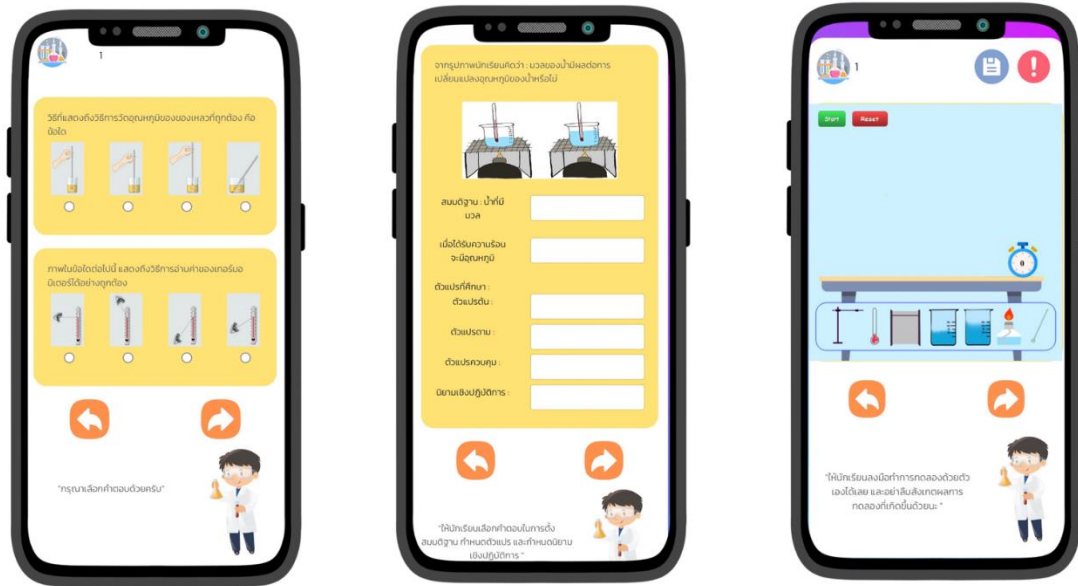 1
วิธีที่แสดงถึงวิธีการวัดอุณหภูมิของของเหลวที่ถูกต้อง คือ
ข้อใด
ภาพในข้อใดต่อไปนี้ แสดงถึงวิธีการอ่านค่าของเทอร์มอ
มิเตอร์ได้อย่างถูกต้อง
"กรุณาเลือกคำตอบด้วยครับ"
จากรูปภาพนักเรียนคิดว่า : มวลของน้ำมีผลต่อการ
เปลี่ยนแปลงอุณหภูมิของน้ำหรือไม่
สมมติฐาน : น้ำที่มี
มวล
เมื่อได้รับความร้อน
จะมีอุณหภูมิ
ตัวแปรที่ศึกษา :
ตัวแปรต้น :
ตัวแปรตาม :
ตัวแปรควบคุม :
นิยามเชิงปฏิบัติการ :
"ให้นักเรียนเลือกคำตอบในการตั้ง
สมมติฐาน กำหนดตัวแปร และกำหนดนิยาม
เชิงปฏิบัติการ "
1
Start
Reset
0
"ให้นักเรียนลงมือทำการทดลองด้วยตัว
เองได้เลย และอย่าลืมสังเกตผลการ
ทดลองที่เกิดขึ้นด้วยนะ "